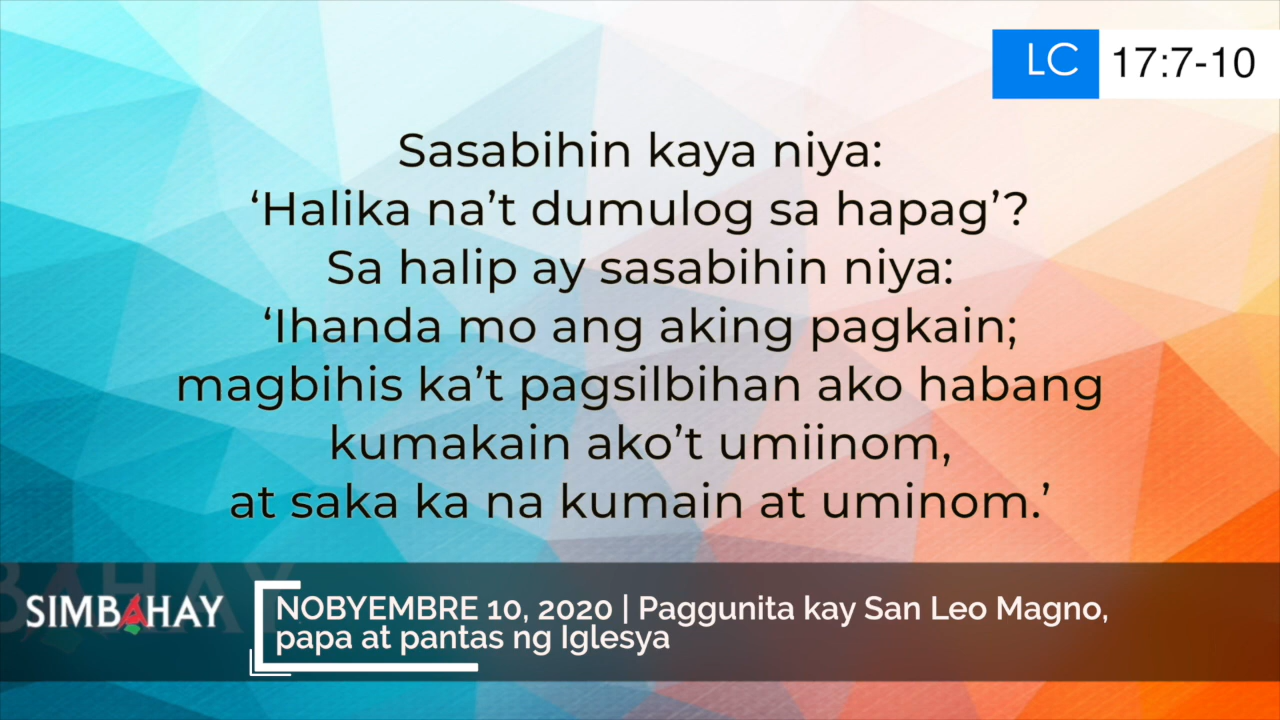 LC 17:7-10
Sasabihin kaya niya:
‘Halika na’t dumulog sa hapag’?
Sa halip ay sasabihin niya:
‘Ihanda mo ang aking pagkain;
magbihis ka’t pagsilbihan ako habang
kumakain ako’t umiinom,
at saka ka na kumain at uminom.’
SIMBAHAY
NOBYEMBRE 10, 2020 | Paggunita kay San Leo Magno,
papa at pantas ng Iglesya